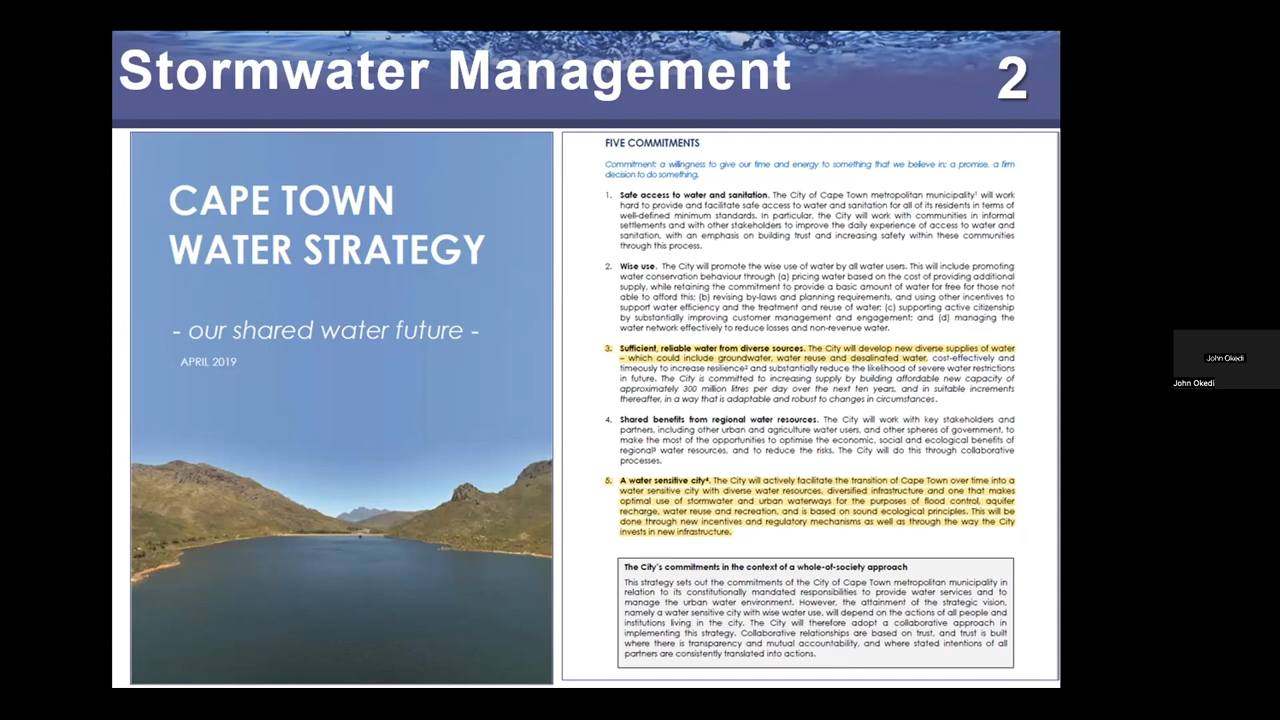 Stormwater Management
2
CAPE TOWN
WATER STRATEGY
- our shared water future -
APRIL 2019
FIVE COMMITMENTS
Commitment: a willingness to give our time and energy to something that we believe in; a promise, a firm
decision to do something.
1. Safe access to water and sanitation. The City of Cape Town metropolitan municipality¹ will work
hard to provide and facilitate safe access to water and sanitation for all of its residents in terms of
well-defined minimum standards. In particular, the City will work with communities in informal
settlements and with other stakeholders to improve the daily experience of access to water and
sanitation, with an emphasis on building trust and increasing safety within these communities
through this process.
2. Wise use. The City will promote the wise use of water by all water users. This will include promoting
water conservation behaviour through (a) pricing water based on the cost of providing additional
supply, while retaining the commitment to provide a basic amount of water for free for those not
able to afford this; (b) revising by-laws and planning requirements, and using other incentives to
support water efficiency and the treatment and reuse of water; (c) supporting active citizenship
by substantially improving customer management and engagement; and (d) managing the
water network effectively to reduce losses and non-revenue water.
3. Sufficient, reliable water from diverse sources. The City will develop new diverse supplies of water
– which could include groundwater, water reuse and desalinated water, cost-effectively and
timeously to increase resilience² and substantially reduce the likelihood of severe water restrictions
in future. The City is committed to increasing supply by building affordable new capacity of
approximately 300 million litres per day over the next ten years, and in suitable increments
thereafter, in a way that is adaptable and robust to changes in circumstances.
4. Shared benefits from regional water resources. The City will work with key stakeholders and
partners, including other urban and agriculture water users, and other spheres of government, to
make the most of the opportunities to optimise the economic, social and ecological benefits of
regional³ water resources, and to reduce the risks. The City will do this through collaborative
processes.
5. A water sensitive city⁴. The City will actively facilitate the transition of Cape Town over time into a
water sensitive city with diverse water resources, diversified infrastructure and one that makes
optimal use of stormwater and urban waterways for the purposes of flood control, aquifer
recharge, water reuse and recreation, and is based on sound ecological principles. This will be
done through new incentives and regulatory mechanisms as well as through the way the City
invests in new infrastructure.
The City's commitments in the context of a whole-of-society approach
This strategy sets out the commitments of the City of Cape Town metropolitan municipality in
relation to its constitutionally mandated responsibilities to provide water services and to
manage the urban water environment. However, the attainment of the strategic vision,
namely a water sensitive city with wise water use, will depend on the actions of all people and
institutions living in the city. The City will therefore adopt a collaborative approach in
implementing this strategy. Collaborative relationships are based on trust, and trust is built
where there is transparency and mutual accountability, and where stated intentions of all
partners are consistently translated into actions.
John Okedi
John Okedi